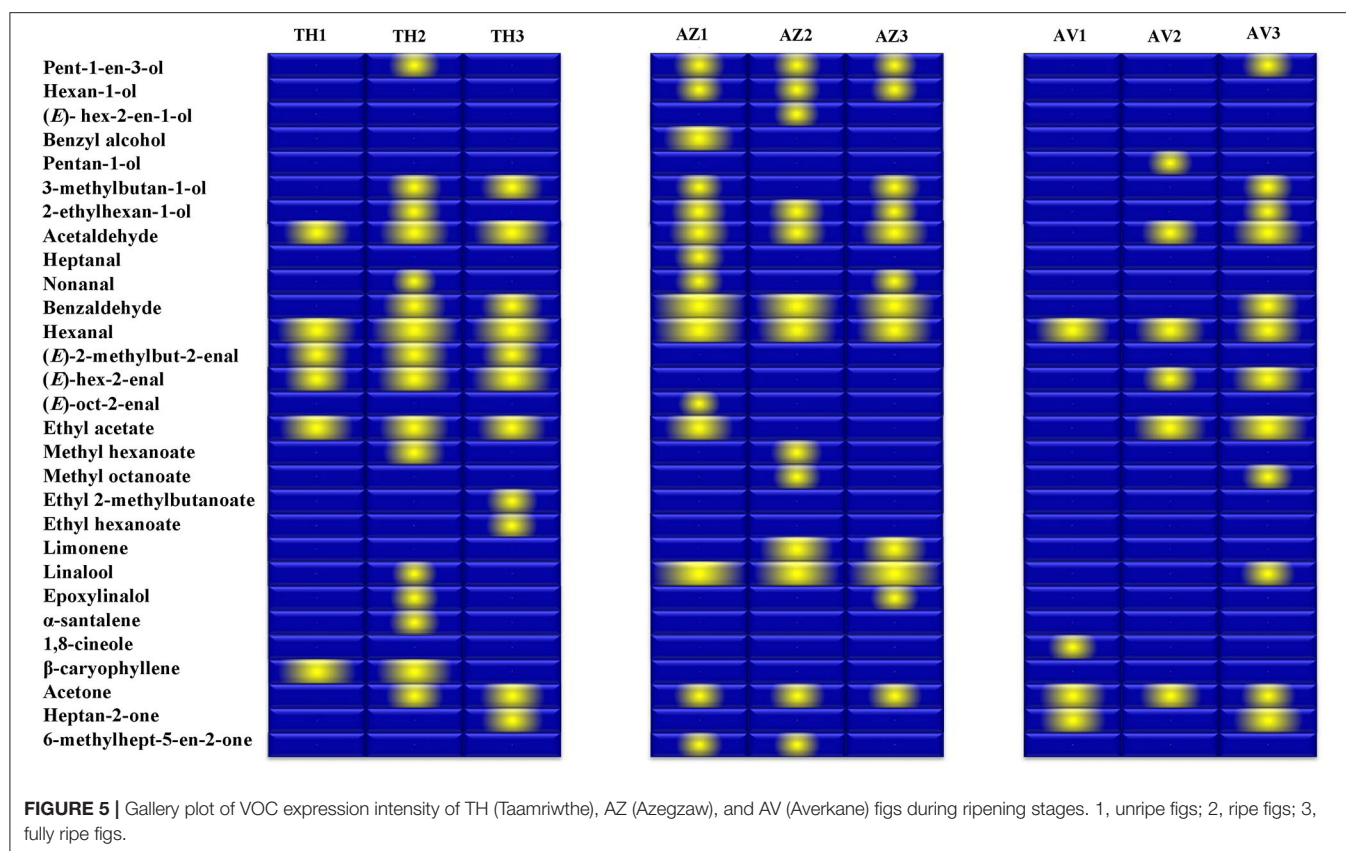 TH1 TH2 TH3 AZ1 AZ2 AZ3 AV1 AV2 AV3
Pent-1-en-3-ol
Hexan-1-ol
(E)- hex-2-en-1-ol
Benzyl alcohol
Pentan-1-ol
3-methylbutan-1-ol
2-ethylhexan-1-ol
Acetaldehyde
Heptanal
Nonanal
Benzaldehyde
Hexanal
(E)-2-methylbut-2-enal
(E)-hex-2-enal
(E)-oct-2-enal
Ethyl acetate
Methyl hexanoate
Methyl octanoate
Ethyl 2-methylbutanoate
Ethyl hexanoate
Limonene
Linalool
Epoxylinalol
α-santalene
1,8-cineole
β-caryophyllene
Acetone
Heptan-2-one
6-methylhept-5-en-2-one
FIGURE 5 | Gallery plot of VOC expression intensity of TH (Taamriwthe), AZ (Azegzaw), and AV (Averkane) figs during ripening stages. 1, unripe figs; 2, ripe figs; 3,
fully ripe figs.